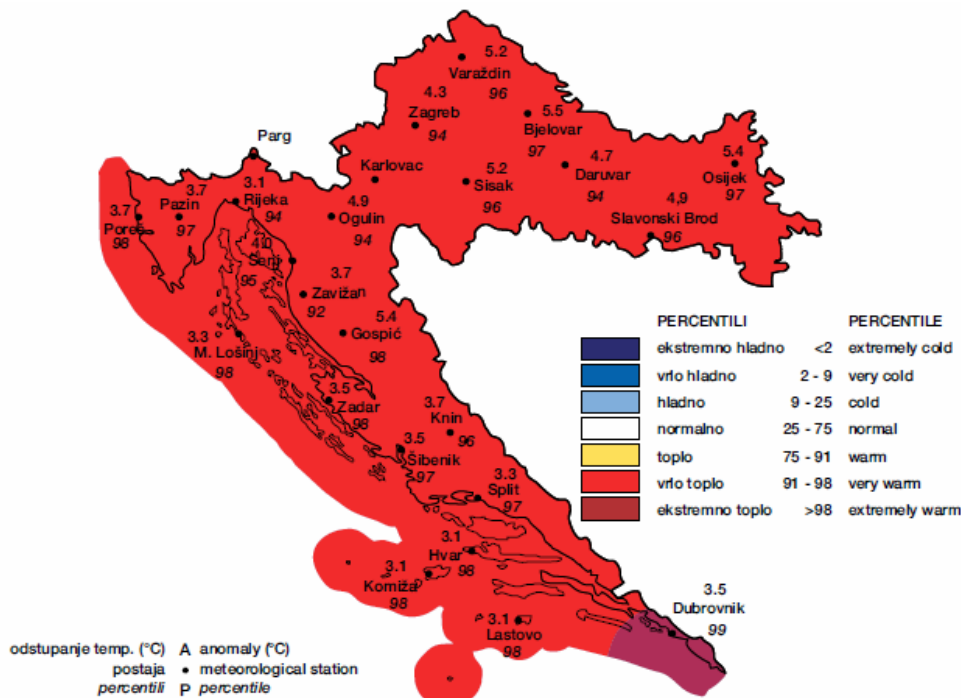 5.2
Varaždin
96
4.3
Zagreb
94
5.5
Bjelovar
97
Parg
Karlovac
4.7
Daruvar
94
5.4
Osijek
97
5.2
Sisak
96
4,9
Slavonski Brod
96
3.7
Poreč
98
3.7
Pazin
97
3.1
Rijeka
94
4.9
Ogulin
94
4.0
Senj
95
3.7
Zavižan
92
5.4
Gospić
98
3.3
M. Lošinj
98
3.5
Zadar
98
3.7
Knin
96
3.5
Šibenik
97
3.3
Split
97
3.1
Hvar
98
3.1
Komiža
98
3.1
Lastovo
98
3.5
Dubrovnik
99
PERCENTILI PERCENTILE
ekstremno hladno <2 extremely cold
vrlo hladno 2 - 9 very cold
hladno 9 - 25 cold
normalno 25 - 75 normal
toplo 75 - 91 warm
vrlo toplo 91 - 98 very warm
ekstremno toplo >98 extremely warm
odstupanje temp. (°C) A anomaly (°C)
postaja • meteorological station
percentili P percentile